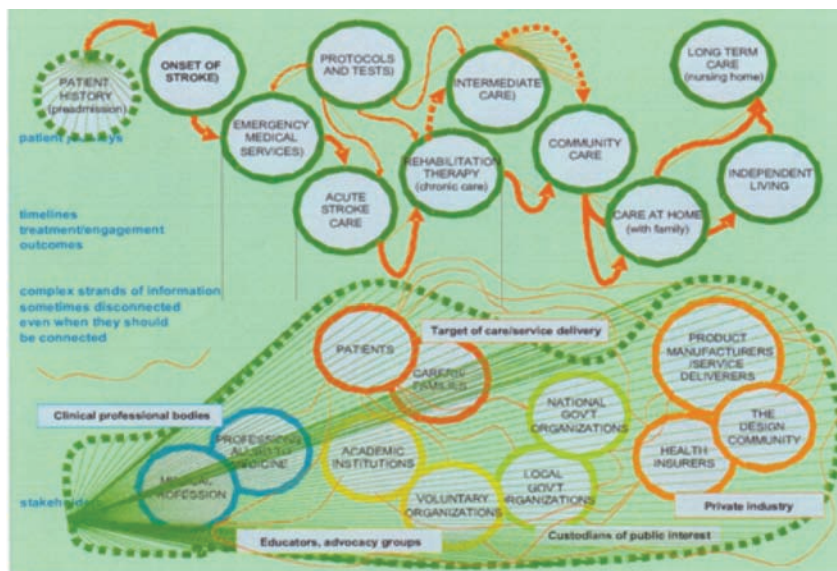 PATIENT
HISTORY
(preadmission)
ONSET OF
STROKE)
PROTOCOLS
AND TESTS)
INTERMEDIATE
CARE)
LONG TERM
CARE
(nursing home)
EMERGENCY
MEDICAL
SERVICES)
patient journeys
REHABILITATION
THERAPY
(chronic care)
COMMUNITY
CARE
INDEPENDENT
LIVING
ACUTE
STROKE
CARE
CARE AT HOME
(with family)
timelines
treatment/engagement
outcomes
complex strands of information
sometimes disconnected
even when they should
be connected
Target of care/service delivery
PATIENTS
FAMILIES
PRODUCT
MANUFACTURERS
/SERVICE
DELIVERERS
Clinical professional bodies
NATIONAL
GOV'T
ORGANIZATIONS
THE
DESIGN
COMMUNITY
MEDICINE
ACADEMIC
INSTITUTIONS
HEALTH
INSURERS
MEDICAL
PROFESSION
LOCAL
GOV'T
ORGANIZATIONS
VOLUNTARY
ORGANIZATIONS
Private industry
Educators, advocacy groups
Custodians of public interest